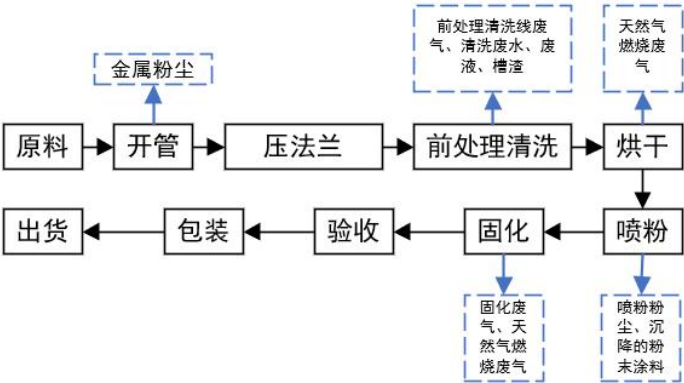 前处理清洗线废
气、清洗废水、废
液、槽渣
天然气
燃烧废
气
金属粉尘
原料
开管
压法兰
前处理清洗
烘干
出货
包装
验收
固化
喷粉
固化废
气、天
然气燃
烧废气
喷粉粉
尘、沉
降的粉
末涂料